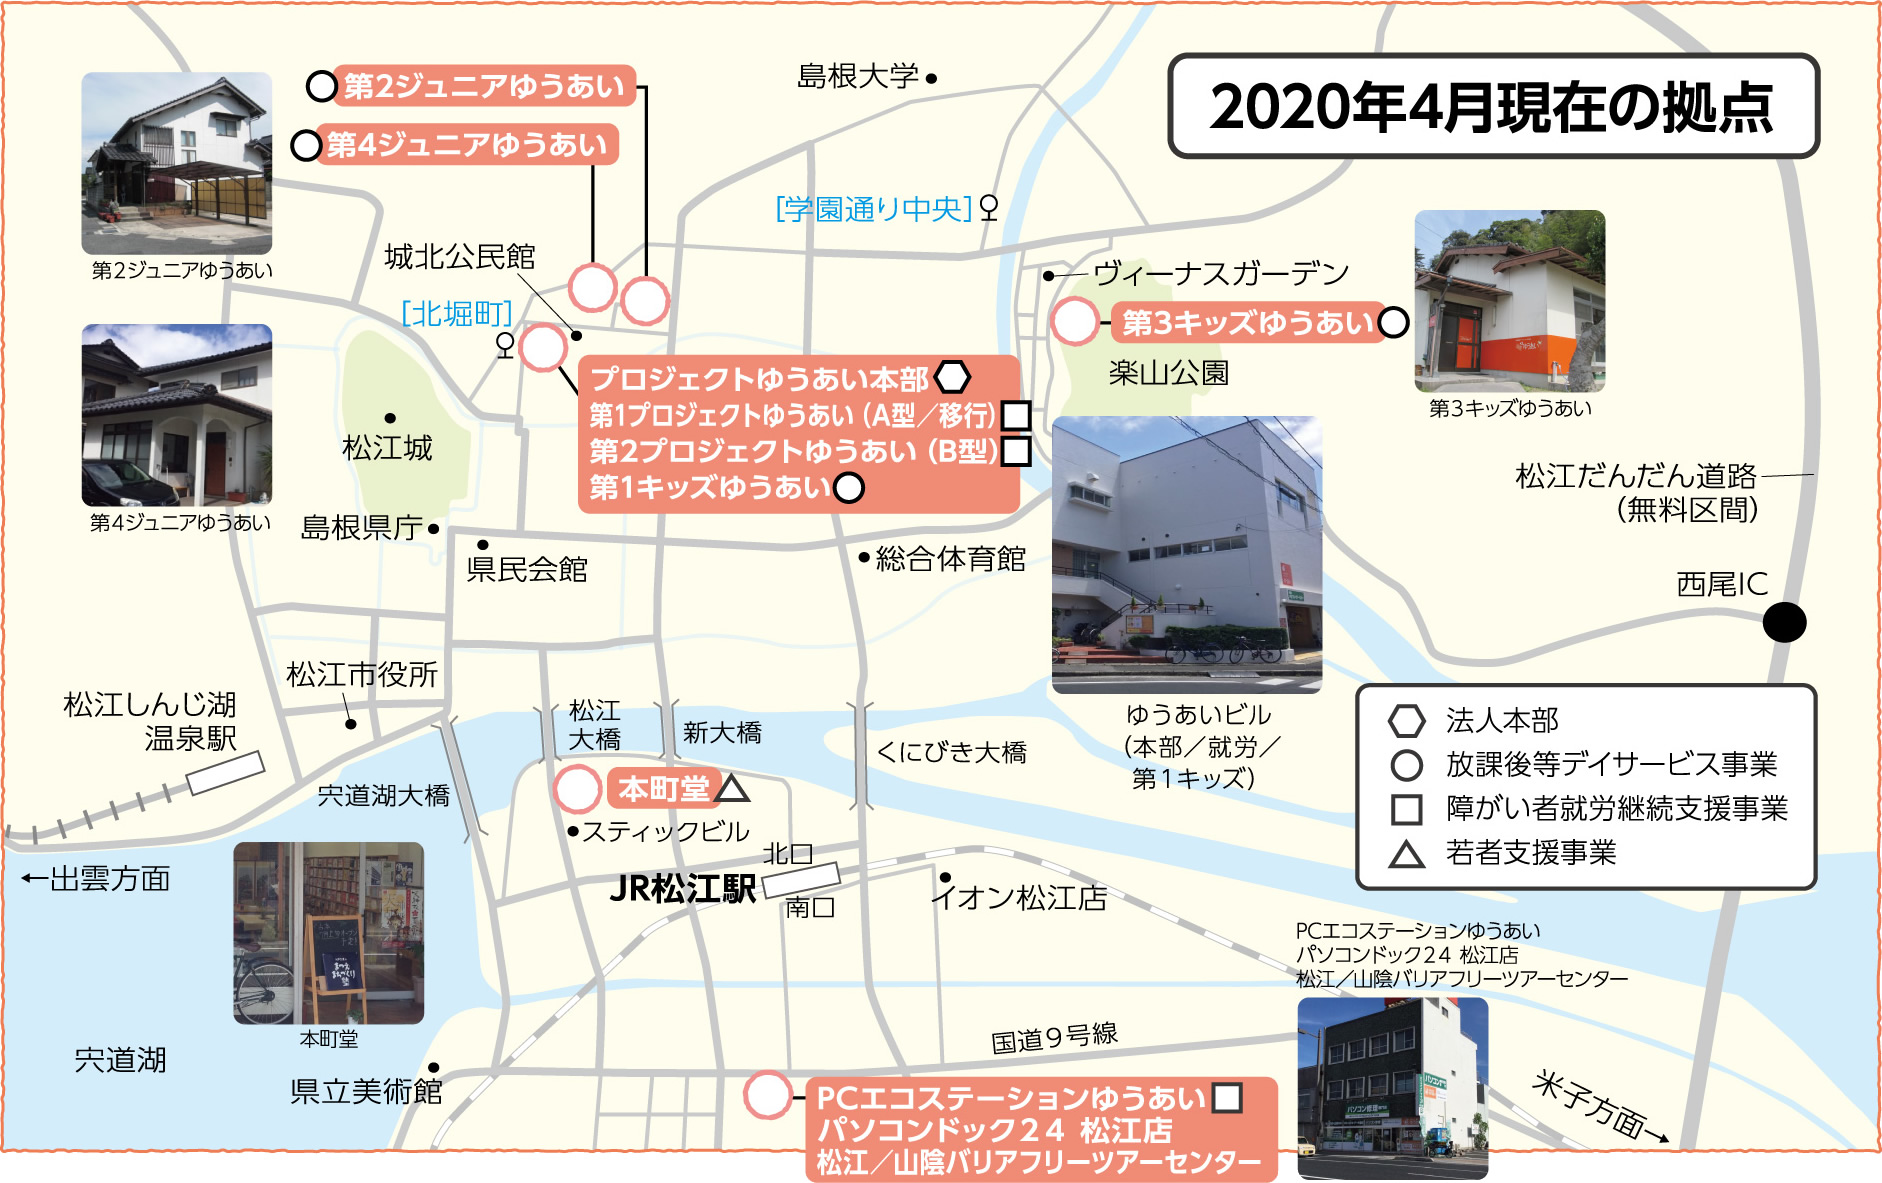 2020年4月現在の拠点
第2ジュニアゆうあい
第4ジュニアゆうあい
島根大学
[学園通り中央]
城北公民館
[北堀町]
第2ジュニアゆうあい
第4ジュニアゆうあい
ヴィーナスガーデン
第3キッズゆうあい
楽山公園
第3キッズゆうあい
プロジェクトゆうあい本部
第1プロジェクトゆうあい（A型／移行）
第2プロジェクトゆうあい（B型）
第1キッズゆうあい
松江城
島根県庁
県民会館
総合体育館
松江だんだん道路
（無料区間）
西尾IC
松江市役所
松江しんじ湖
温泉駅
松江
大橋
新大橋
くにびき大橋
宍道湖大橋
ゆうあいビル
（本部／就労／
第1キッズ）
法人本部
放課後等デイサービス事業
障がい者就労継続支援事業
若者支援事業
本町堂
スティックビル
北口
JR松江駅
南口
イオン松江店
←出雲方面
本町堂
宍道湖
県立美術館
国道9号線
PCエコステーションゆうあい
パソコンドック24 松江店
松江／山陰バリアフリーツアーセンター
PCエコステーションゆうあい
パソコンドック24 松江店
松江／山陰バリアフリーツアーセンター
米子方面→